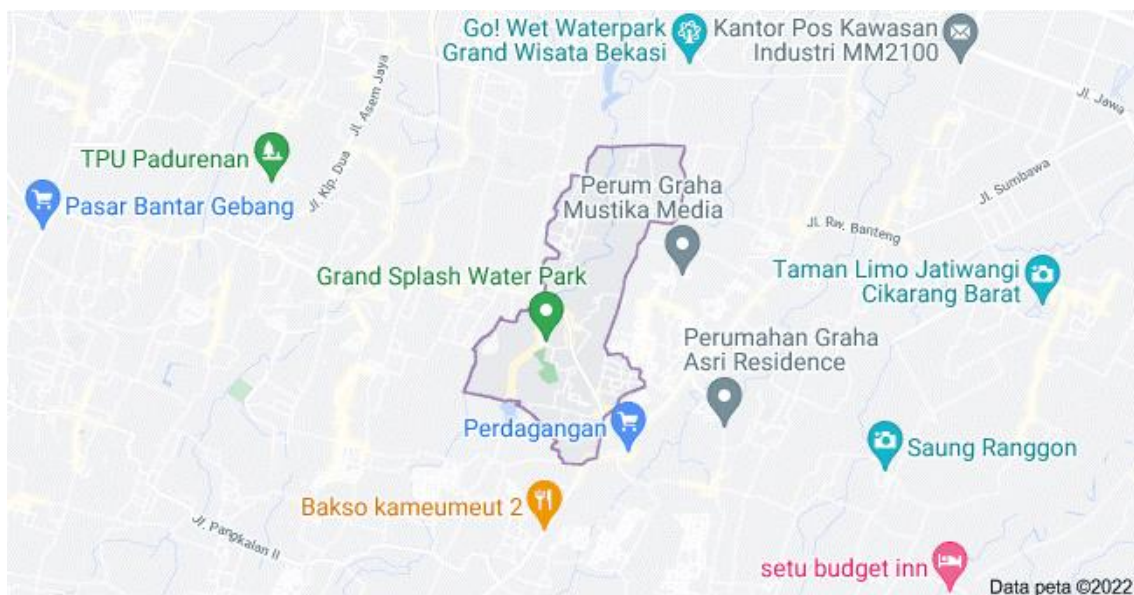 Go! Wet Waterpark
Grand Wisata Bekasi
Kantor Pos Kawasan
Industri MM2100
Jl. Jawa
Jl. Asem Jaya
TPU Padurenan
Jl. Klp. Dua
Pasar Bantar Gebang
Perum Graha
Mustika Media
Jl. Sumbawa
Jl. Rw. Banteng
Grand Splash Water Park
Taman Limo Jatiwangi
Cikarang Barat
Perumahan Graha
Asri Residence
Perdagangan
Saung Ranggon
Bakso kameumeut 2
Jl. Pangkalan II
setu budget inn
Data peta ©2022